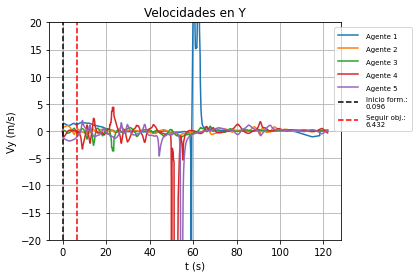 Velocidades en Y
Vy (m/s)
20
15
10
5
0
−5
−10
−15
−20
0
20
40
60
80
100
120
t (s)
Agente 1
Agente 2
Agente 3
Agente 4
Agente 5
Inicio form.:
0.096
Seguir obj.:
6.432